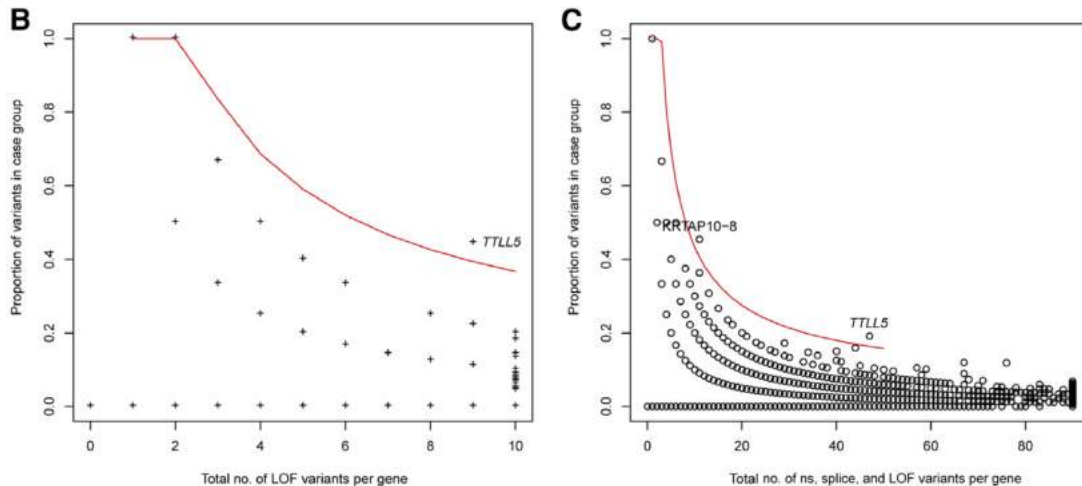 B
Proportion of variants in case group
1.0
0.8
0.6
0.4
0.2
0.0
TTLL5
0 2 4 6 8 10
Total no. of LOF variants per gene
C
Proportion of variants in case group
1.0
0.8
0.6
0.4
0.2
0.0
KRTAP10-8
TTLL5
0 20 40 60 80
Total no. of ns, splice, and LOF variants per gene